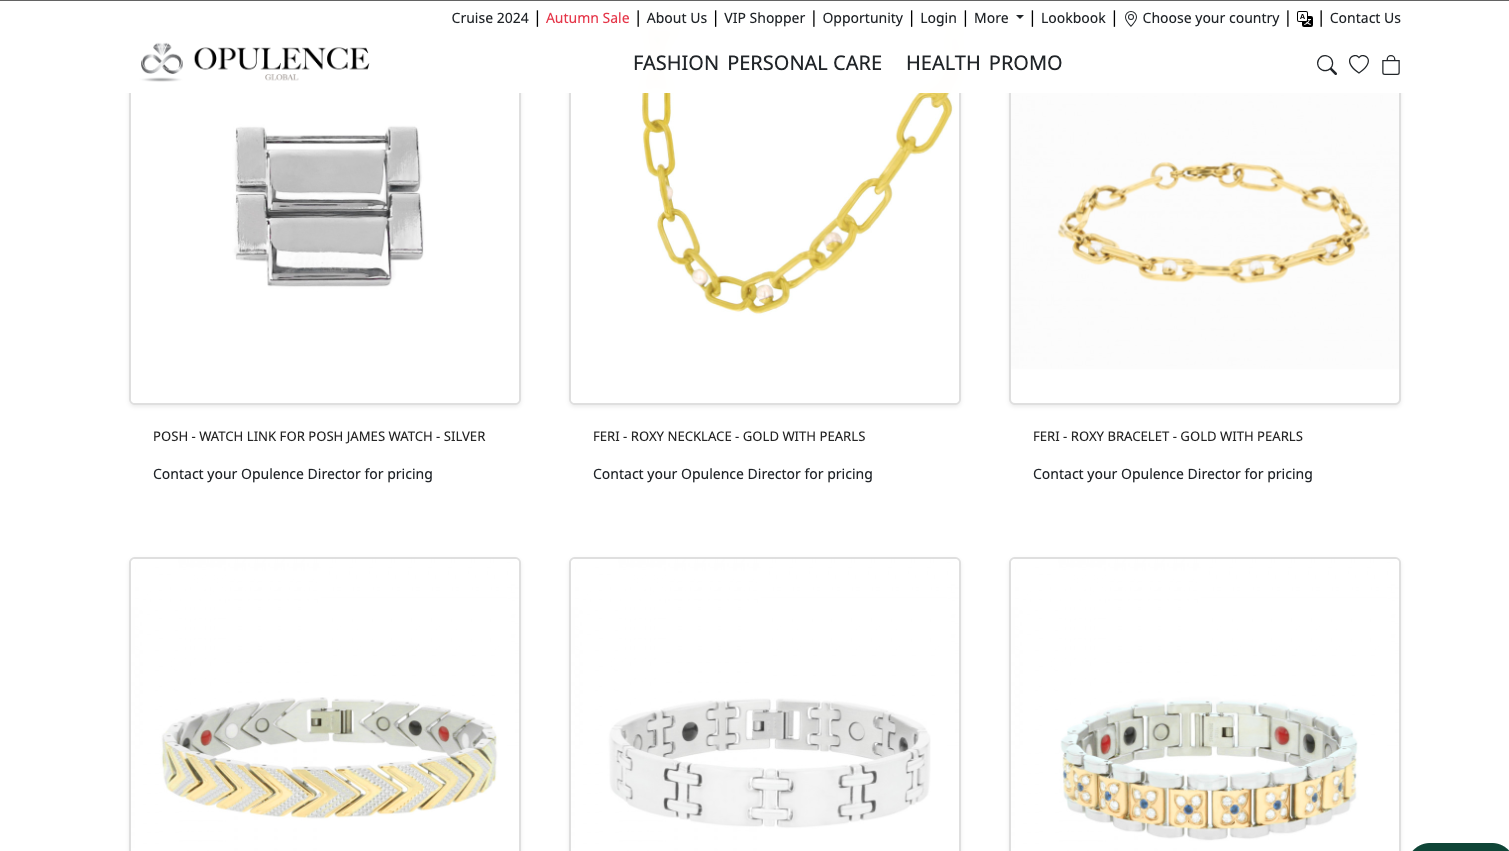 Cruise 2024 | Autumn Sale | About Us | VIP Shopper | Opportunity | Login | More | Lookbook | Choose your country | | Contact Us
OPULENCE
GLOBAL
FASHION PERSONAL CARE HEALTH PROMO
POSH - WATCH LINK FOR POSH JAMES WATCH - SILVER
Contact your Opulence Director for pricing
FERI - ROXY NECKLACE - GOLD WITH PEARLS
Contact your Opulence Director for pricing
FERI - ROXY BRACELET - GOLD WITH PEARLS
Contact your Opulence Director for pricing